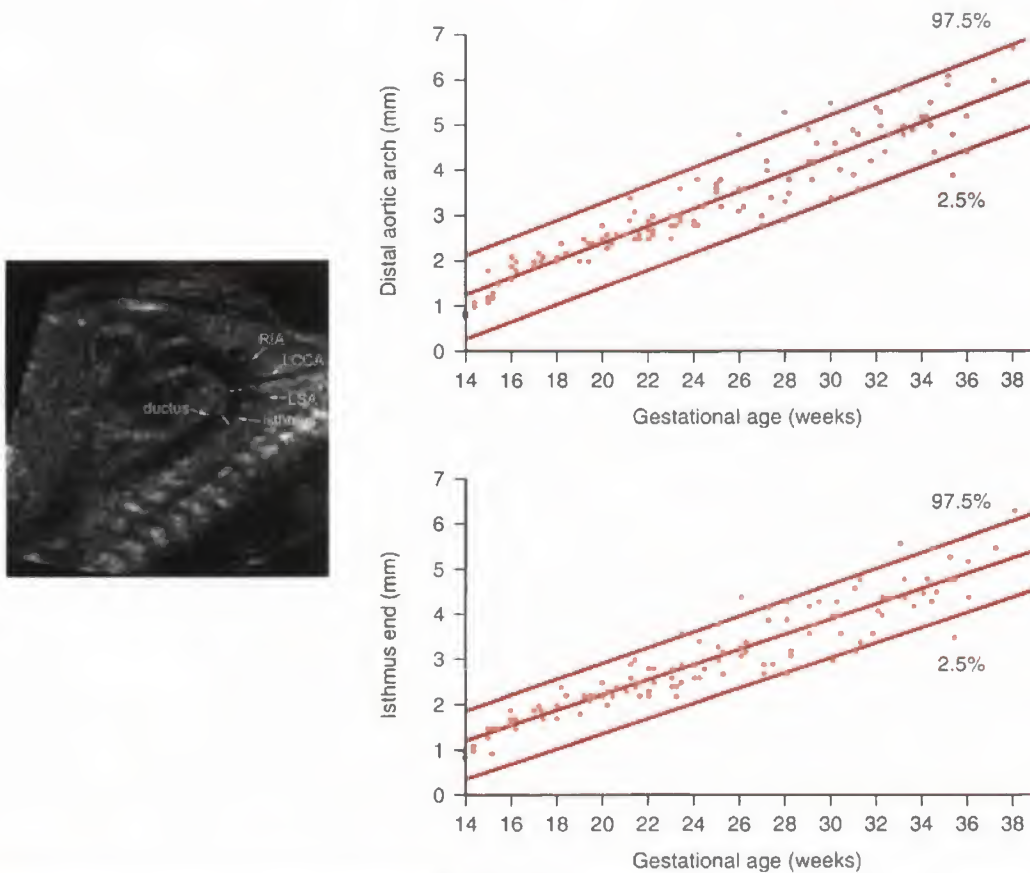 97.5%
7
6
5
4
3
2
1
0
Distal aortic arch (mm)
2.5%
14 16 18 20 22 24 26 28 30 32 34 36 38
Gestational age (weeks)
RIA
LCCA
LSA
ductus
isthm
97.5%
7
6
5
4
3
2
1
0
Isthmus end (mm)
2.5%
14 16 18 20 22 24 26 28 30 32 34 36 38
Gestational age (weeks)